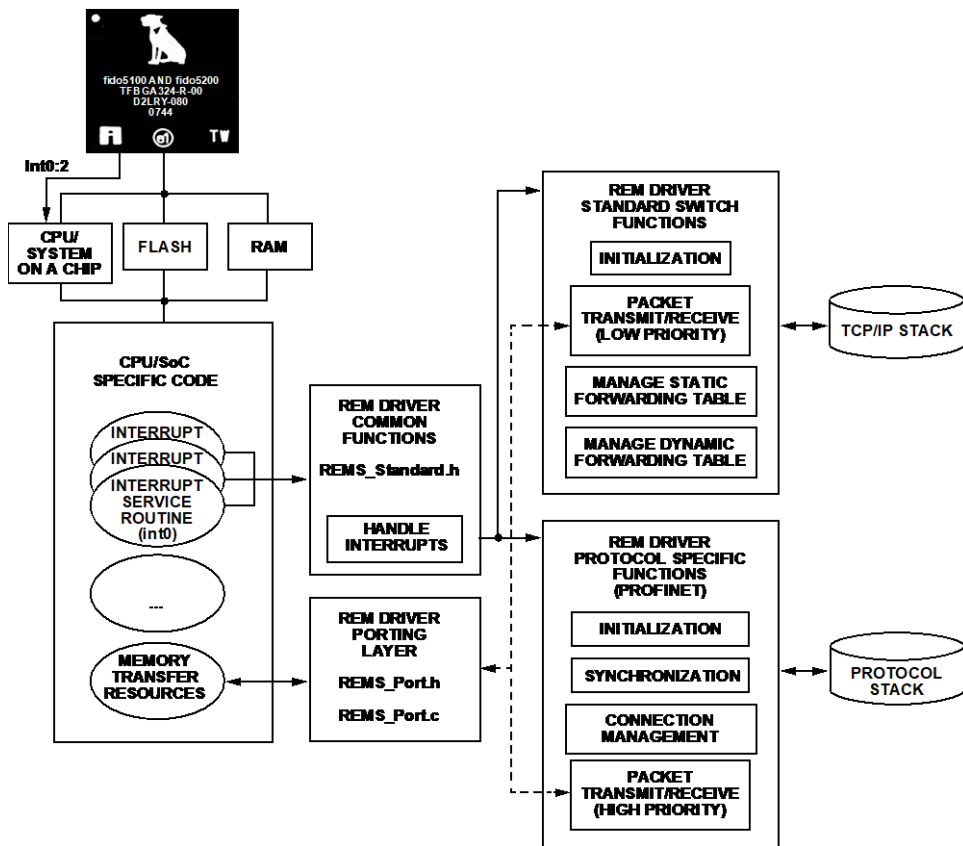 fido5100 AND fido5200
TFBGA324-R-00
D2LRY-080
0744
e1
TW
Int0:2
CPU/
SYSTEM
ON A CHIP
FLASH
RAM
CPU/SoC
SPECIFIC CODE
INTERRUPT
INTERRUPT
INTERRUPT
SERVICE
ROUTINE
(int0)
---
MEMORY
TRANSFER
RESOURCES
REM DRIVER
COMMON
FUNCTIONS
REMS_Standard.h
HANDLE
INTERRUPTS
REM DRIVER
PORTING
LAYER
REMS_Port.h
REMS_Port.c
REM DRIVER
STANDARD SWITCH
FUNCTIONS
INITIALIZATION
PACKET
TRANSMIT/RECEIVE
(LOW PRIORITY)
MANAGE STATIC
FORWARDING TABLE
MANAGE DYNAMIC
FORWARDING TABLE
TCP/IP STACK
REM DRIVER
PROTOCOL SPECIFIC
FUNCTIONS
(PROFINET)
INITIALIZATION
SYNCHRONIZATION
CONNECTION
MANAGEMENT
PACKET
TRANSMIT/RECEIVE
(HIGH PRIORITY)
PROTOCOL
STACK